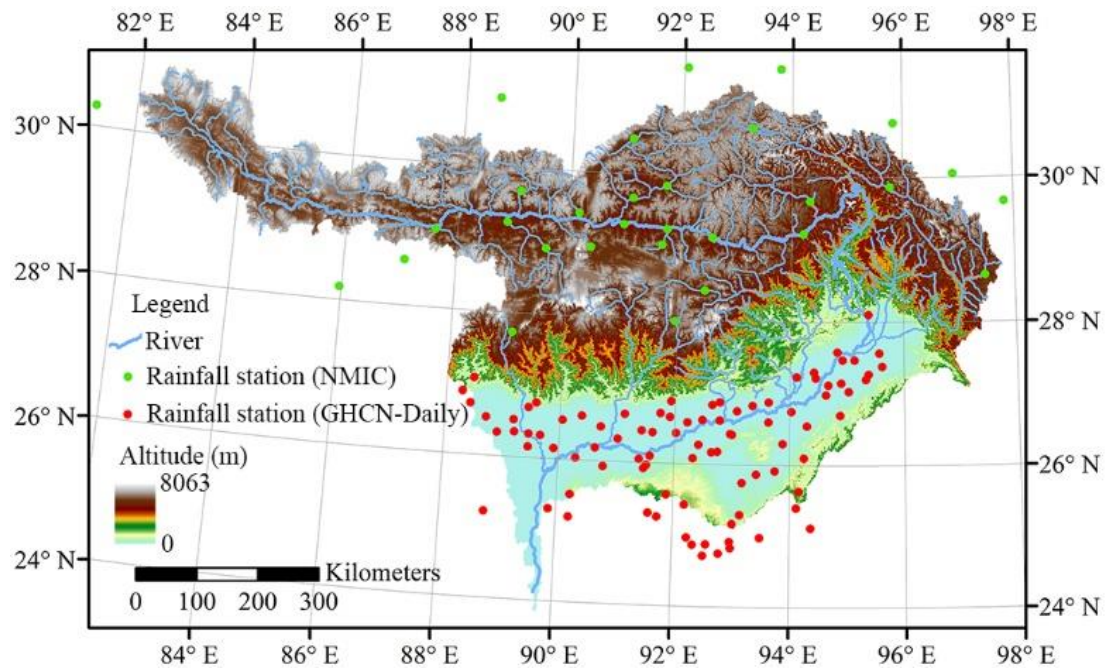 82° E 84° E 86° E 88° E 90° E 92° E 94° E 96° E 98° E
30° N
30° N
28° N
28° N
Legend
River
Rainfall station (NMIC)
Rainfall station (GHCN-Daily)
26° N
26° N
Altitude (m)
8063
0
24° N
24° N
Kilometers
0 100 200 300
84° E 86° E 88° E 90° E 92° E 94° E 96° E 98° E